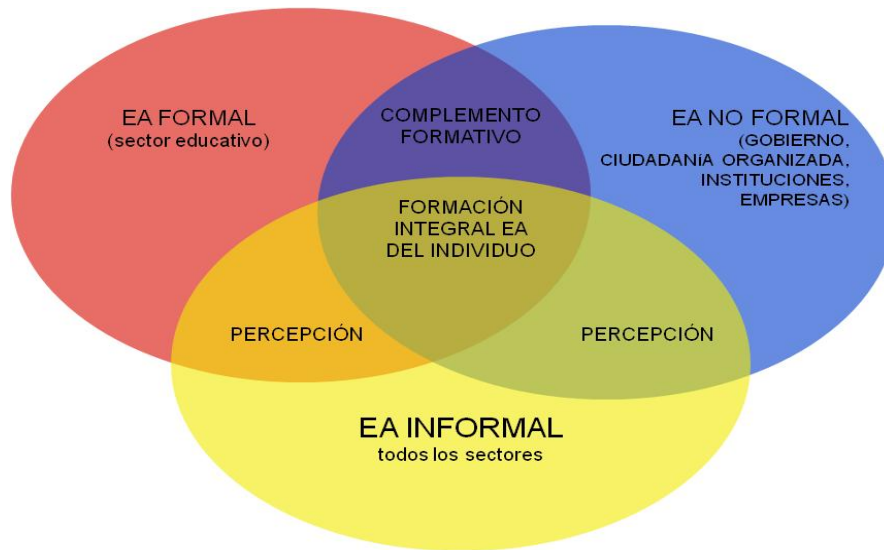 EA FORMAL
(sector educativo)
COMPLEMENTO
FORMATIVO
EA NO FORMAL
(GOBIERNO,
CIUDADANíA ORGANIZADA,
INSTITUCIONES,
EMPRESAS)
FORMACIÓN
INTEGRAL EA
DEL INDIVIDUO
PERCEPCIÓN
PERCEPCIÓN
EA INFORMAL
todos los sectores